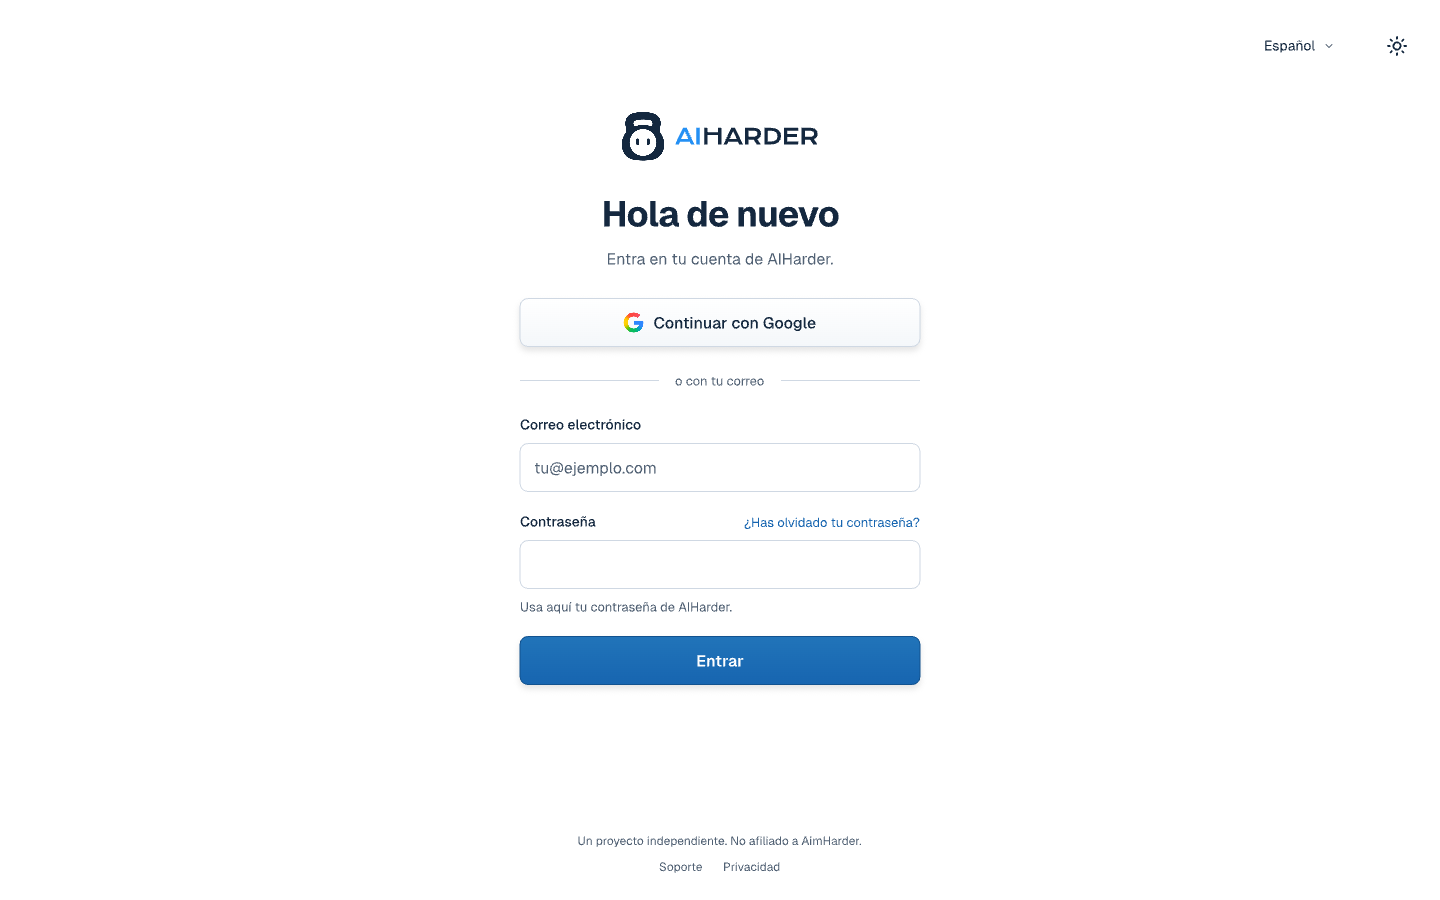 Español
AIHARDER
Hola de nuevo
Entra en tu cuenta de AIHarder.
Continuar con Google
o con tu correo
Correo electrónico
tu@ejemplo.com
Contraseña
¿Has olvidado tu contraseña?
Usa aquí tu contraseña de AIHarder.
Entrar
Un proyecto independiente. No afiliado a AimHarder.
Soporte
Privacidad